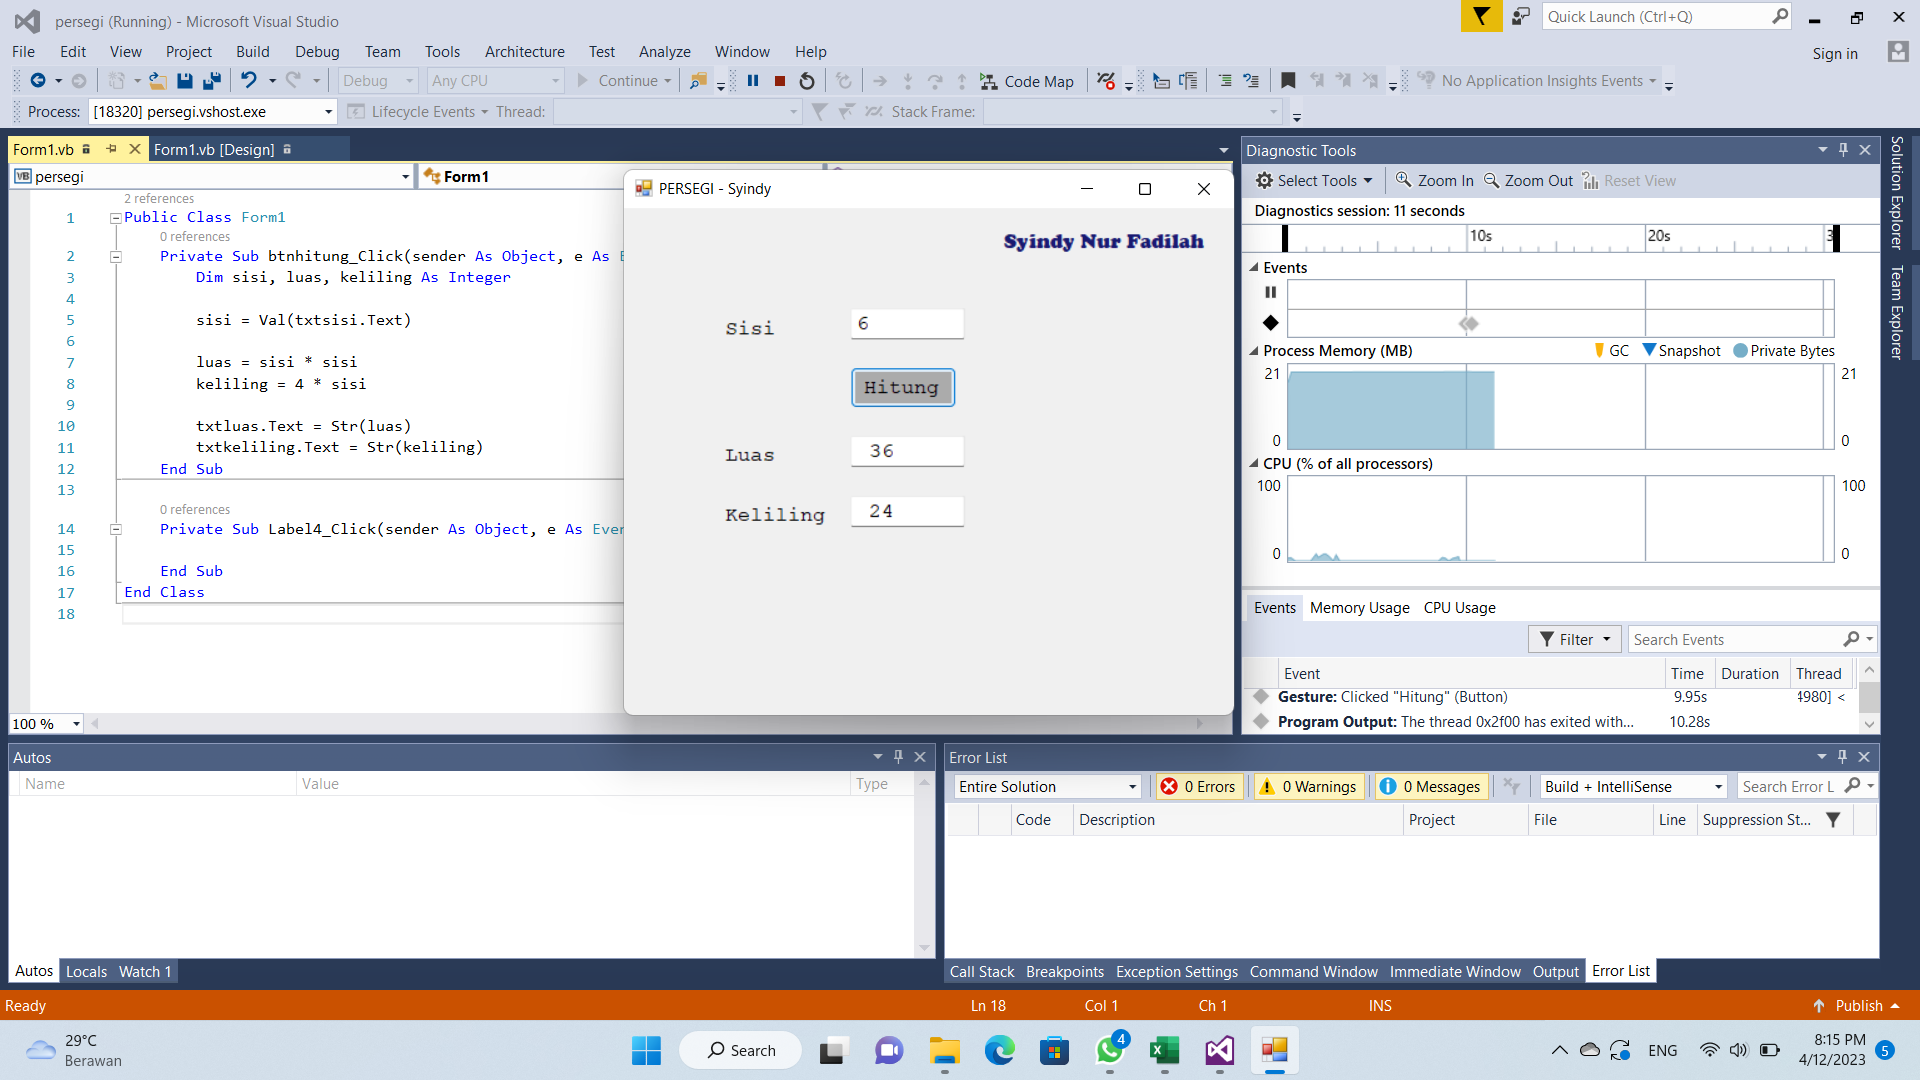 persegi (Running) - Microsoft Visual Studio
Quick Launch (Ctrl+Q)
File Edit View Project Build Debug Team Tools Architecture Test Analyze Window Help
Sign in
Debug Any CPU Continue Code Map No Application Insights Events
Process: [18320] persegi.vshost.exe Lifecycle Events Thread: Stack Frame:
Form1.vb Form1.vb [Design]
VB persegi Form1
2 references
1 Public Class Form1
0 references
2 Private Sub btnhitung_Click(sender As Object, e As E
3 Dim sisi, luas, keliling As Integer
4
5 sisi = Val(txtsisi.Text)
6
7 luas = sisi * sisi
8 keliling = 4 * sisi
9
10 txtluas.Text = Str(luas)
11 txtkeliling.Text = Str(keliling)
12 End Sub
13
0 references
14 Private Sub Label4_Click(sender As Object, e As Ever
15
16 End Sub
17 End Class
18
100 %
PERSEGI - Syindy
Syindy Nur Fadilah
Sisi 6
Hitung
Luas 36
Keliling 24
Diagnostic Tools
Select Tools Zoom In Zoom Out Reset View
Diagnostics session: 11 seconds
10s 20s 3
Events
Process Memory (MB) GC Snapshot Private Bytes
21 21
0 0
CPU (% of all processors)
100 100
0 0
Events Memory Usage CPU Usage
Filter Search Events
Event Time Duration Thread
Gesture: Clicked "Hitung" (Button) 9.95s 4980] <
Program Output: The thread 0x2f00 has exited with... 10.28s
Solution Explorer
Team Explorer
Autos
Name Value Type
Autos Locals Watch 1
Error List
Entire Solution 0 Errors 0 Warnings 0 Messages Build + IntelliSense Search Error L
Code Description Project File Line Suppression St...
Call Stack Breakpoints Exception Settings Command Window Immediate Window Output Error List
Ready Ln 18 Col 1 Ch 1 INS Publish
29°C
Berawan
Search
4
ENG
8:15 PM
4/12/2023
5